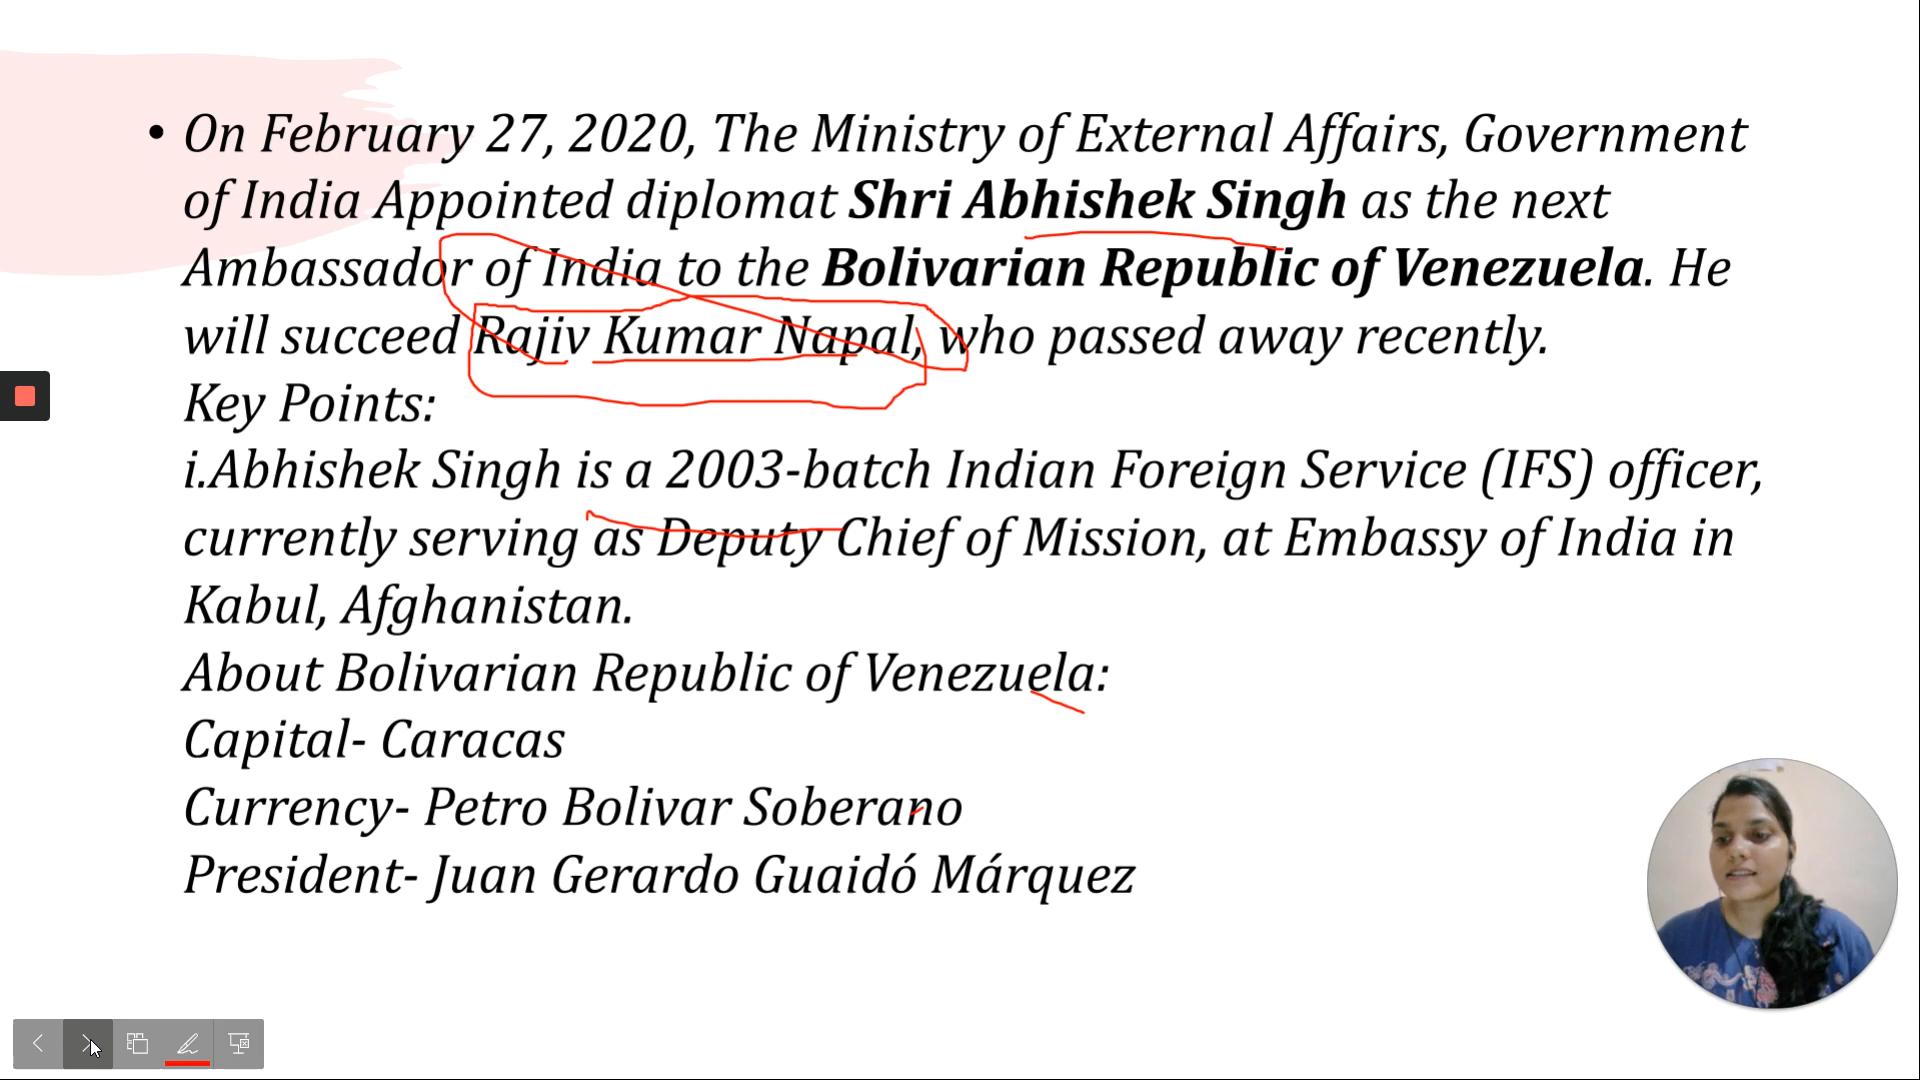 • On February 27, 2020, The Ministry of External Affairs, Government
of India Appointed diplomat Shri Abhishek Singh as the next
Ambassador of India to the Bolivarian Republic of Venezuela. He
will succeed Rajiv Kumar Napal, who passed away recently.
Key Points:
i.Abhishek Singh is a 2003-batch Indian Foreign Service (IFS) officer,
currently serving as Deputy Chief of Mission, at Embassy of India in
Kabul, Afghanistan.
About Bolivarian Republic of Venezuela:
Capital- Caracas
Currency- Petro Bolivar Soberano
President- Juan Gerardo Guaidó Márquez